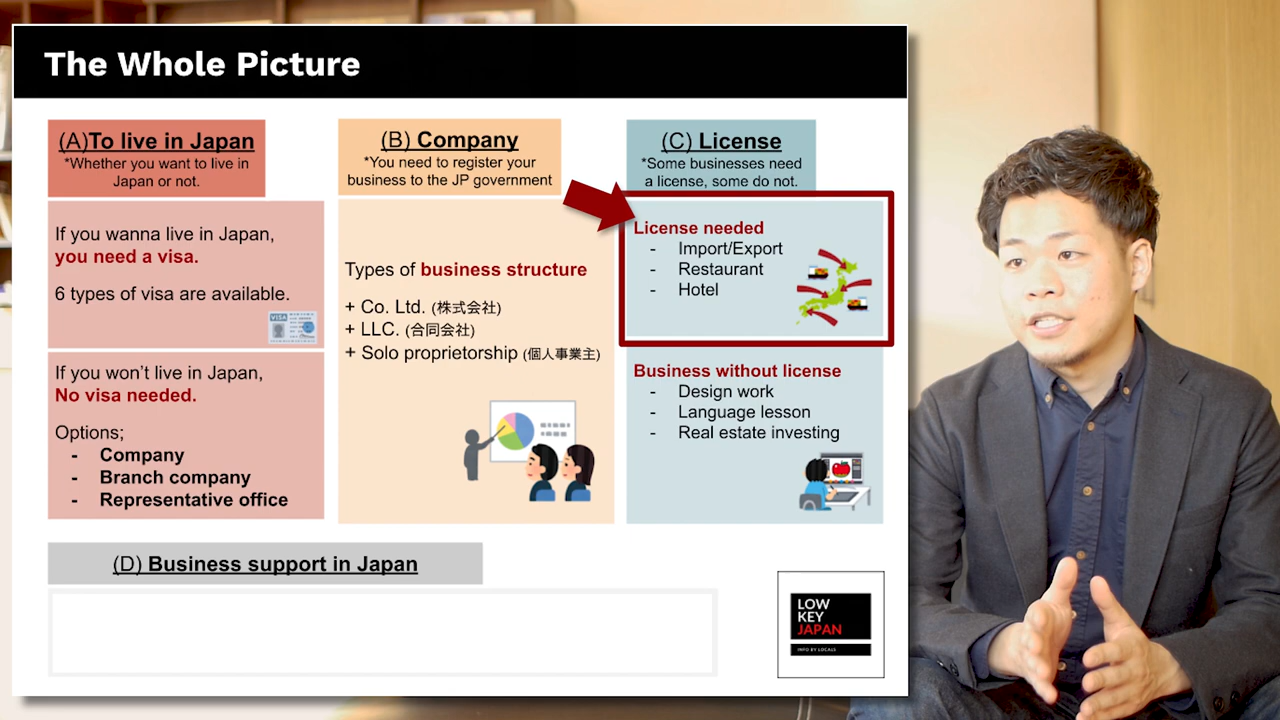 The Whole Picture
(A)To live in Japan
*Whether you want to live in
Japan or not.
If you wanna live in Japan,
you need a visa.
6 types of visa are available.
VISA
If you won't live in Japan,
No visa needed.
Options;
- Company
- Branch company
- Representative office
(B) Company
*You need to register your
business to the JP government
Types of business structure
+ Co. Ltd. (株式会社)
+ LLC. (合同会社)
+ Solo proprietorship (個人事業主)
(C) License
*Some businesses need
a license, some do not.
License needed
- Import/Export
- Restaurant
- Hotel
Business without license
- Design work
- Language lesson
- Real estate investing
(D) Business support in Japan
LOW
KEY
JAPAN
INFO BY LOCALS